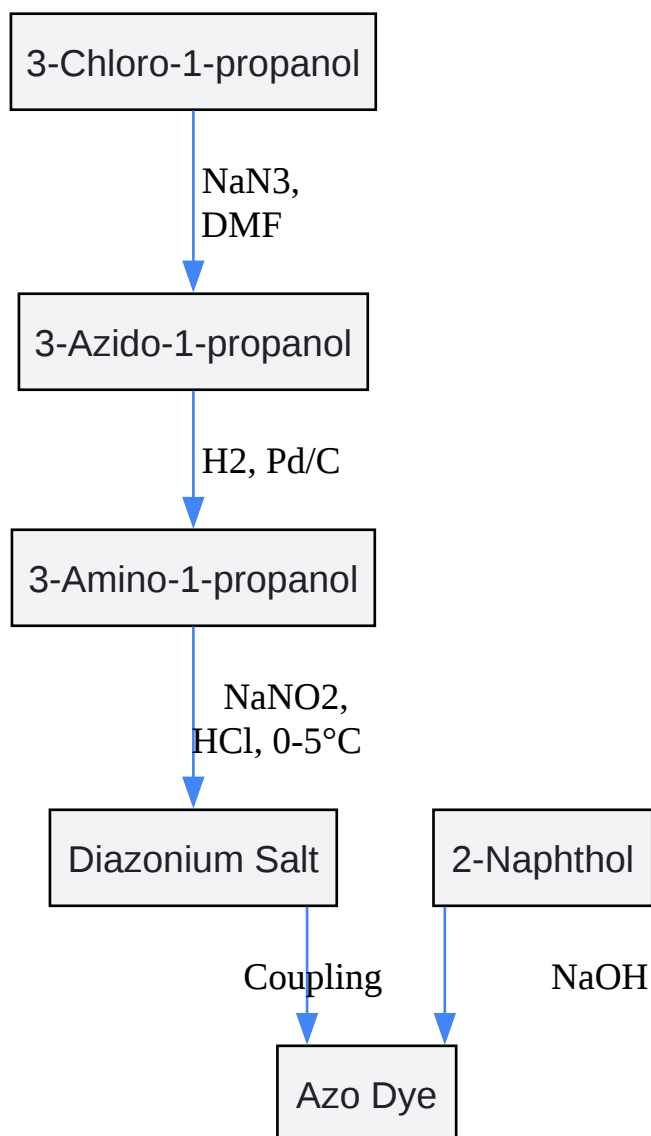 3-Chloro-1-propanol
NaN3,
DMF
3-Azido-1-propanol
H2, Pd/C
3-Amino-1-propanol
NaNO2,
HCl, 0-5°C
Diazonium Salt
2-Naphthol
Coupling
NaOH
Azo Dye